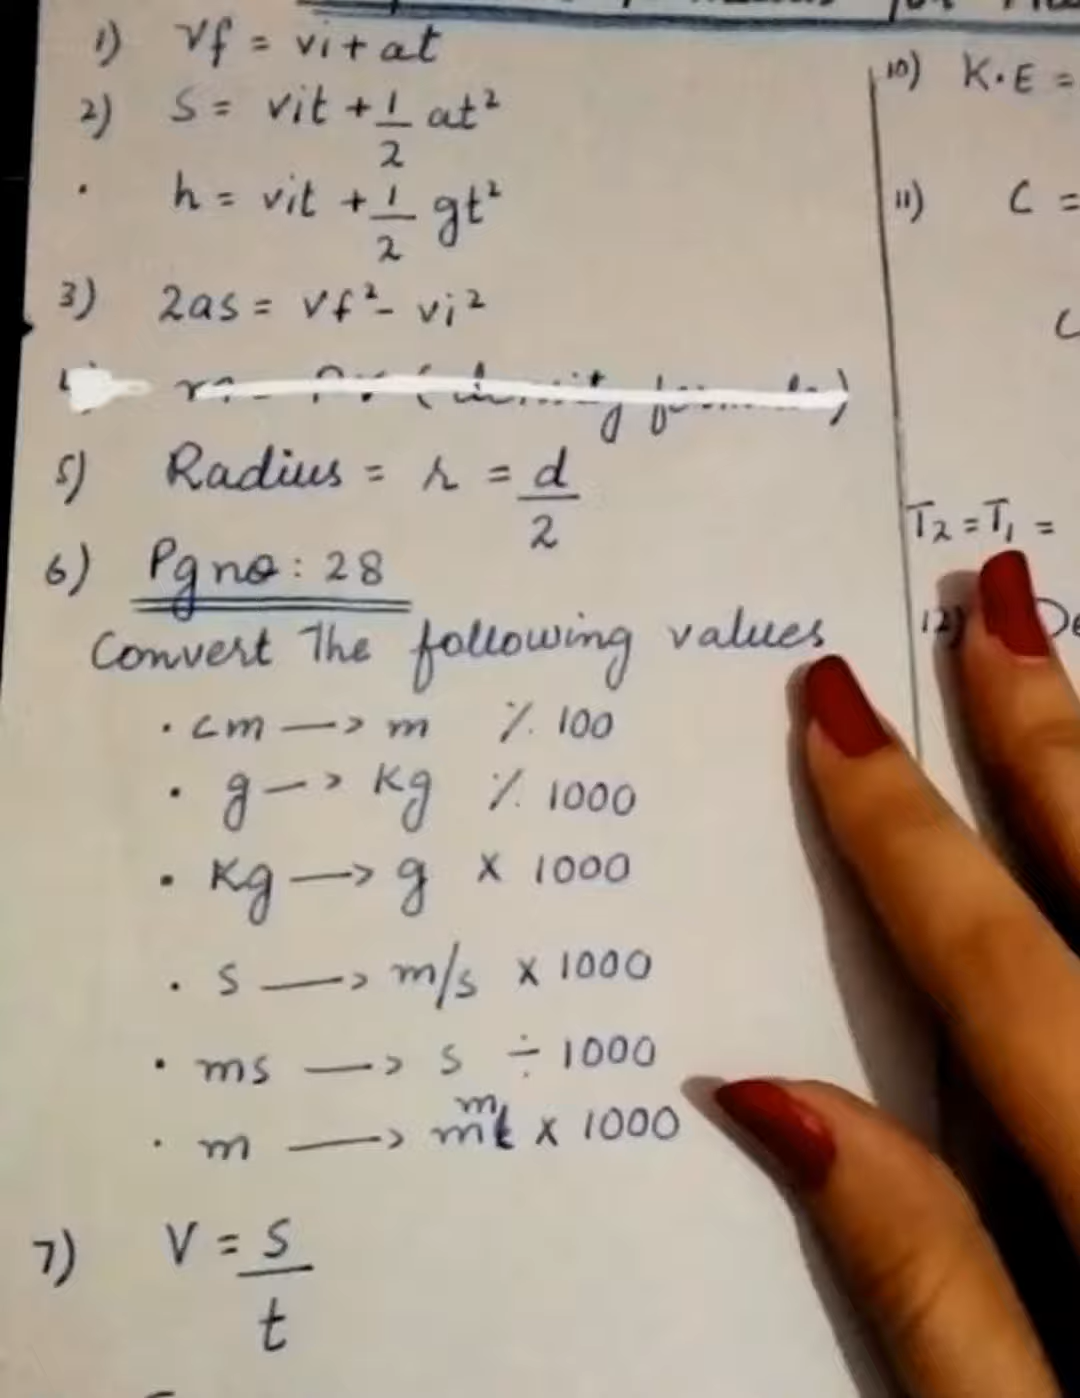 1) Vf = vi + at
2) S = vit + 1/2 at²
· h = vit + 1/2 gt²
3) 2as = Vf² - vi²
5) Radius = r = d/2
6) Pg no: 28
Convert The following values
· cm —> m ٪ 100
· g —> Kg ٪ 1000
· Kg —> g × 1000
· s —> m/s × 1000
· ms —> s ÷ 1000
· m —> × 1000
7) V = S/t
10) K.E =
11) C =
T₂ = T₁ =
12)